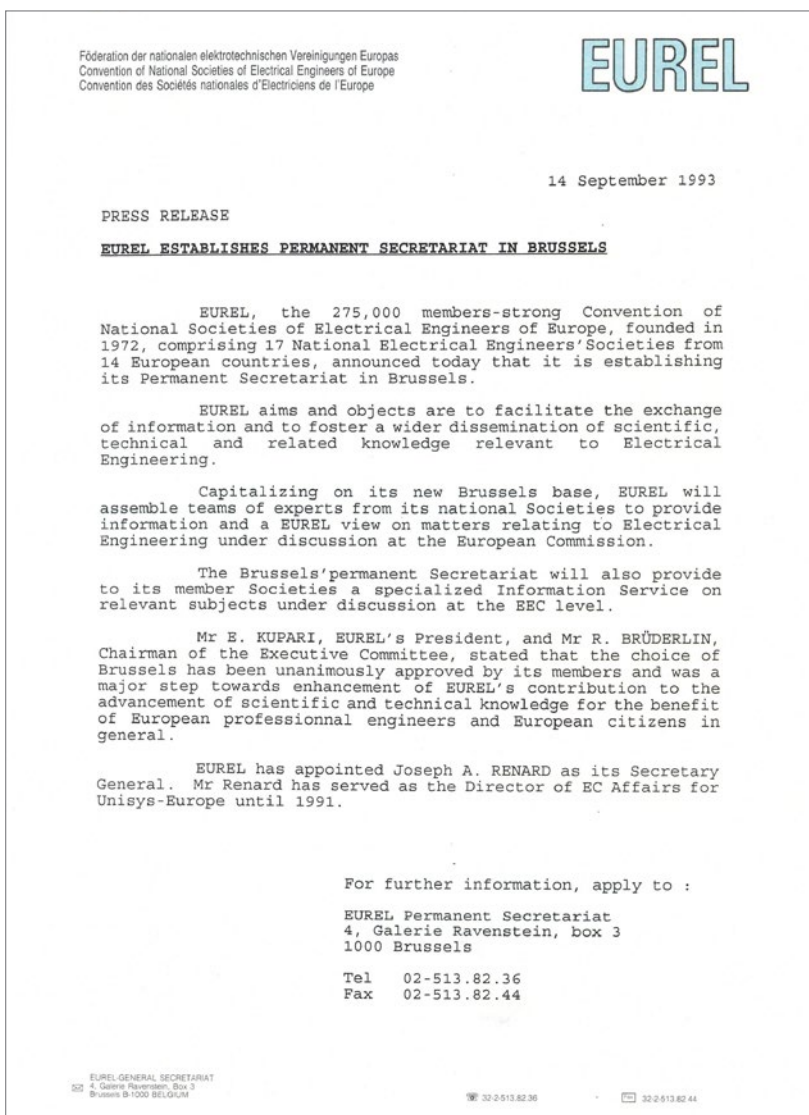 Föderation der nationalen elektrotechnischen Vereinigungen Europas
Convention of National Societies of Electrical Engineers of Europe
Convention des Sociétés nationales d'Electriciens de l'Europe
EUREL
14 September 1993
PRESS RELEASE
EUREL ESTABLISHES PERMANENT SECRETARIAT IN BRUSSELS
EUREL, the 275,000 members-strong Convention of
National Societies of Electrical Engineers of Europe, founded in
1972, comprising 17 National Electrical Engineers'Societies from
14 European countries, announced today that it is establishing
its Permanent Secretariat in Brussels.
EUREL aims and objects are to facilitate the exchange
of information and to foster a wider dissemination of scientific,
technical and related knowledge relevant to Electrical
Engineering.
Capitalizing on its new Brussels base, EUREL will
assemble teams of experts from its national Societies to provide
information and a EUREL view on matters relating to Electrical
Engineering under discussion at the European Commission.
The Brussels'permanent Secretariat will also provide
to its member Societies a specialized Information Service on
relevant subjects under discussion at the EEC level.
Mr E. KUPARI, EUREL's President, and Mr R. BRÜDERLIN,
Chairman of the Executive Committee, stated that the choice of
Brussels has been unanimously approved by its members and was a
major step towards enhancement of EUREL's contribution to the
advancement of scientific and technical knowledge for the benefit
of European professionnal engineers and European citizens in
general.
EUREL has appointed Joseph A. RENARD as its Secretary
General. Mr Renard has served as the Director of EC Affairs for
Unisys-Europe until 1991.
For further information, apply to :
EUREL Permanent Secretariat
4, Galerie Ravenstein, box 3
1000 Brussels
Tel 02-513.82.36
Fax 02-513.82.44
EUREL-GENERAL SECRETARIAT
4, Galerie Ravenstein, Box 3
Brussels B-1000 BELGIUM
32-2-513.82.36
32-2-513.82 44